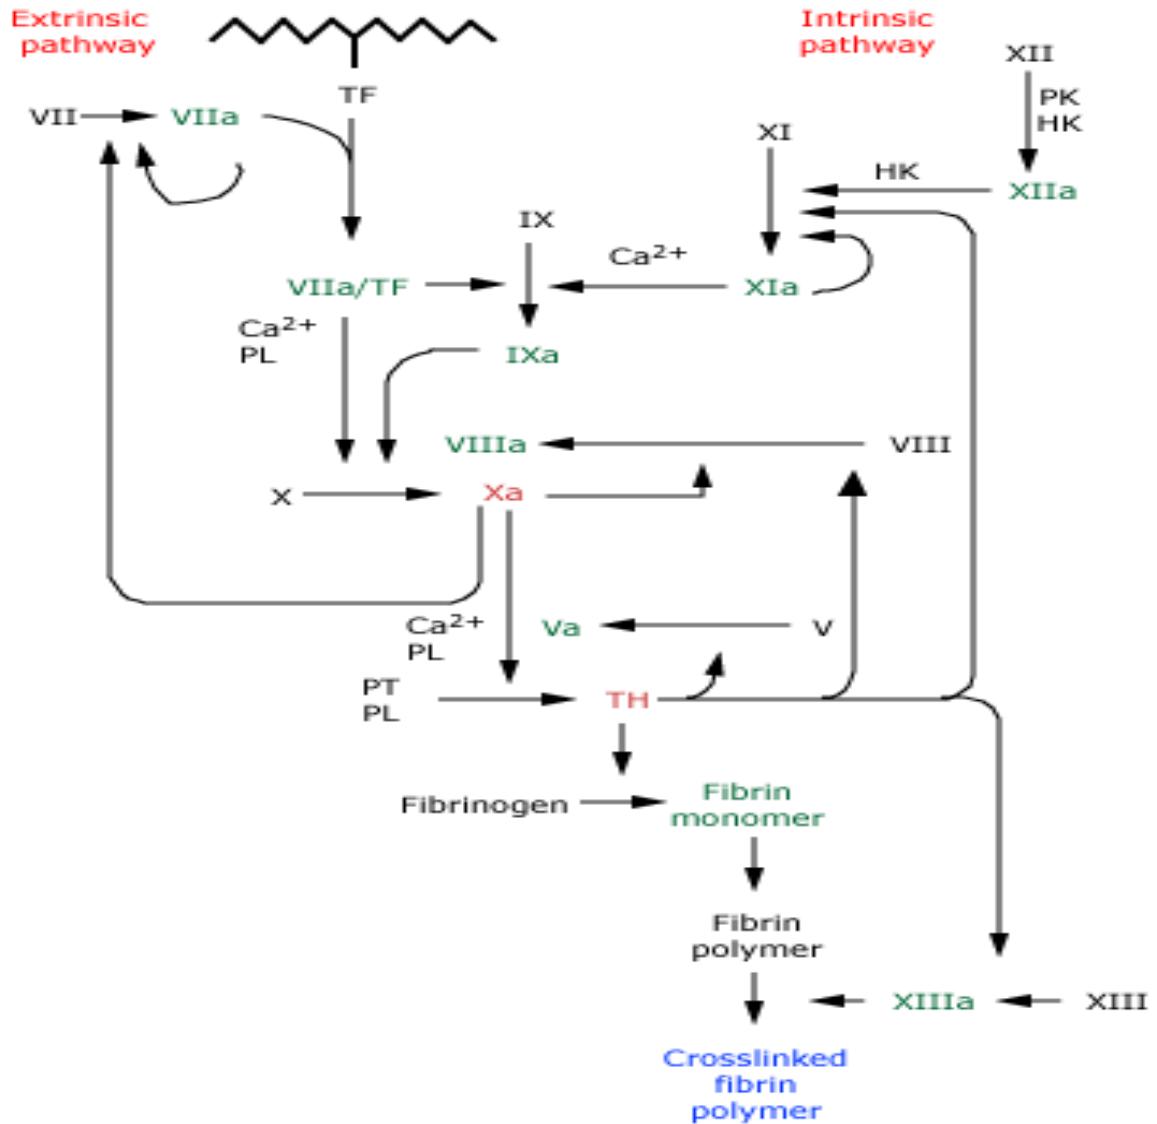 Extrinsic
pathway
Intrinsic
pathway
XII
TF
PK
HK
VII
VIIa
XI
HK
XIIa
IX
Ca2+
VIIa/TF
XIa
Ca2+
PL
IXa
VIIIa
VIII
X
Xa
Ca2+
PL
Va
V
PT
PL
TH
Fibrinogen
Fibrin
monomer
Fibrin
polymer
XIIIa
XIII
Crosslinked
fibrin
polymer